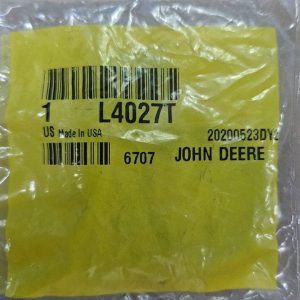 1 L4027T
US Made In USA 20200523DY2
6707 JOHN DEERE